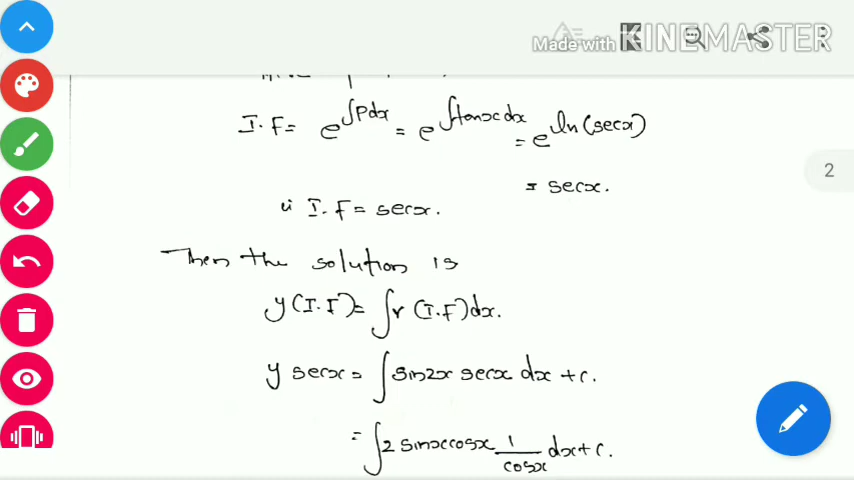 Made with KINEMASTER
I.F = e^∫Pdx = e^∫tanx dx = e^ln(secx)
= secx.
I.F = secx.
2
Then the solution is
y(I.F) = ∫r (I.F)dx.
y secx = ∫sin2x secx dx + c.
= ∫2 sinx cosx 1/cosx dx + c.